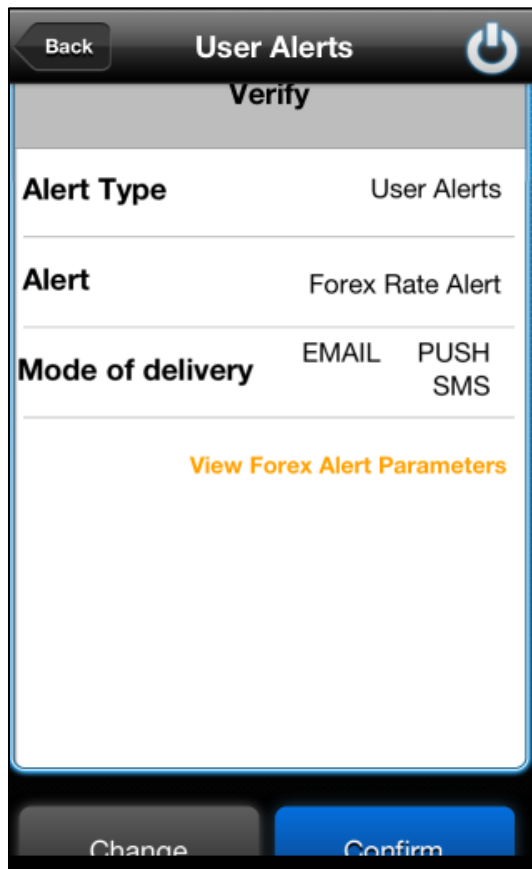 Back User Alerts
Verify
Alert Type User Alerts
Alert Forex Rate Alert
Mode of delivery EMAIL PUSH
SMS
View Forex Alert Parameters
Change Confirm